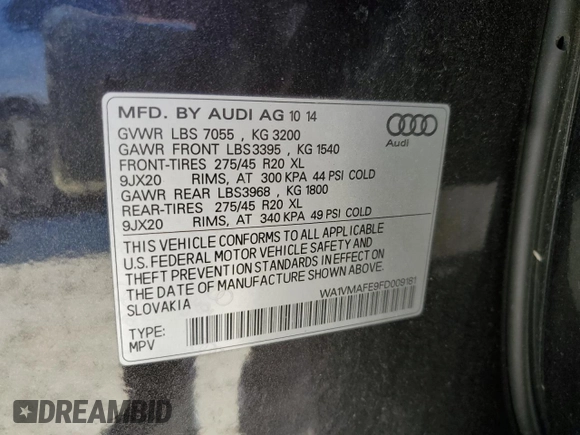 MFD. BY AUDI AG 10 14
GVWR LBS 7055 , KG 3200
GAWR FRONT LBS3395 , KG 1540
FRONT-TIRES 275/45 R20 XL
9JX20 RIMS, AT 300 KPA 44 PSI COLD
GAWR REAR LBS3968 , KG 1800
REAR-TIRES 275/45 R20 XL
9JX20 RIMS, AT 340 KPA 49 PSI COLD
Audi
THIS VEHICLE CONFORMS TO ALL APPLICABLE
U.S. FEDERAL MOTOR VEHICLE SAFETY AND
THEFT PREVENTION STANDARDS IN EFFECT ON
THE DATE OF MANUFACTURE SHOWN ABOVE.
SLOVAKIA
WA1VMAFE9FD009181
TYPE:
MPV
DREAMBID